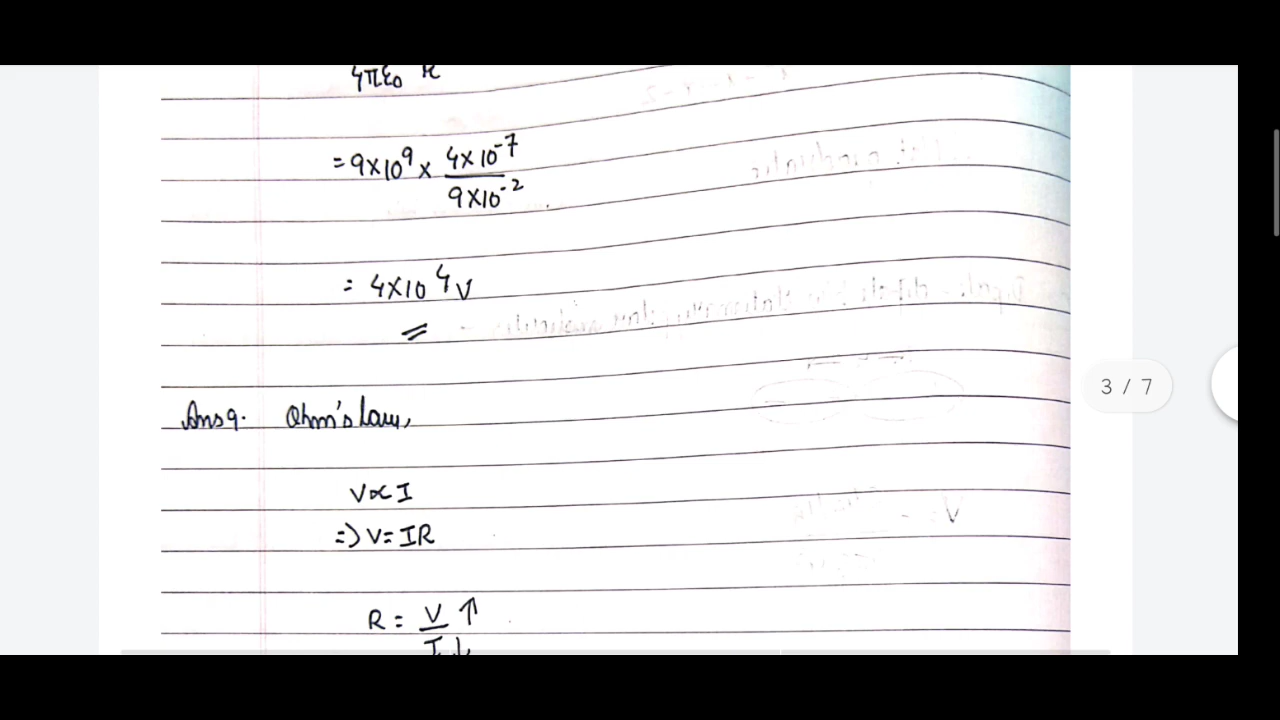 4πε₀ r
= 9×10⁹ × 4×10⁻⁷ / 9×10⁻²
= 4×10⁴ V
Ans 9. Ohm's Law,
V ∝ I
=) V = IR
R = V ↑ / I ↓
3 / 7